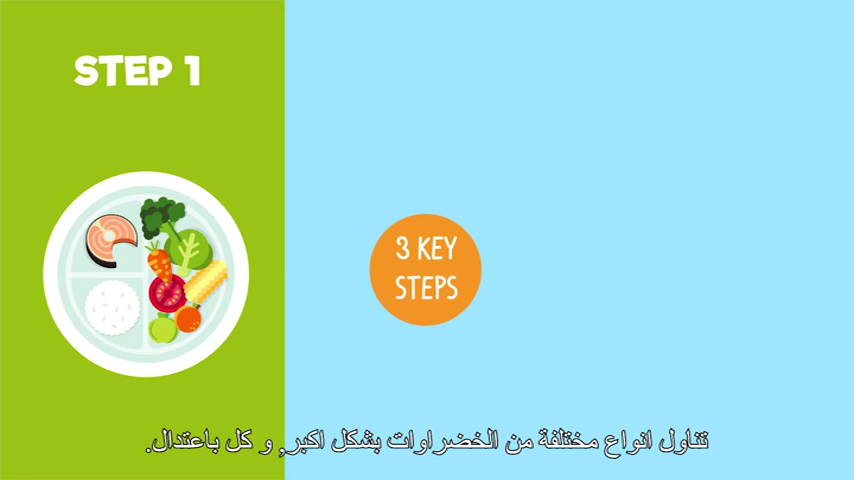 STEP 1
3 KEY
STEPS
تناول انواع مختلفة من الخضراوات بشكل اكبر, و كل باعتدال.